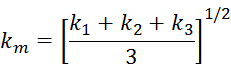 k_m = [(k_1 + k_2 + k_3)/3]^{1/2}